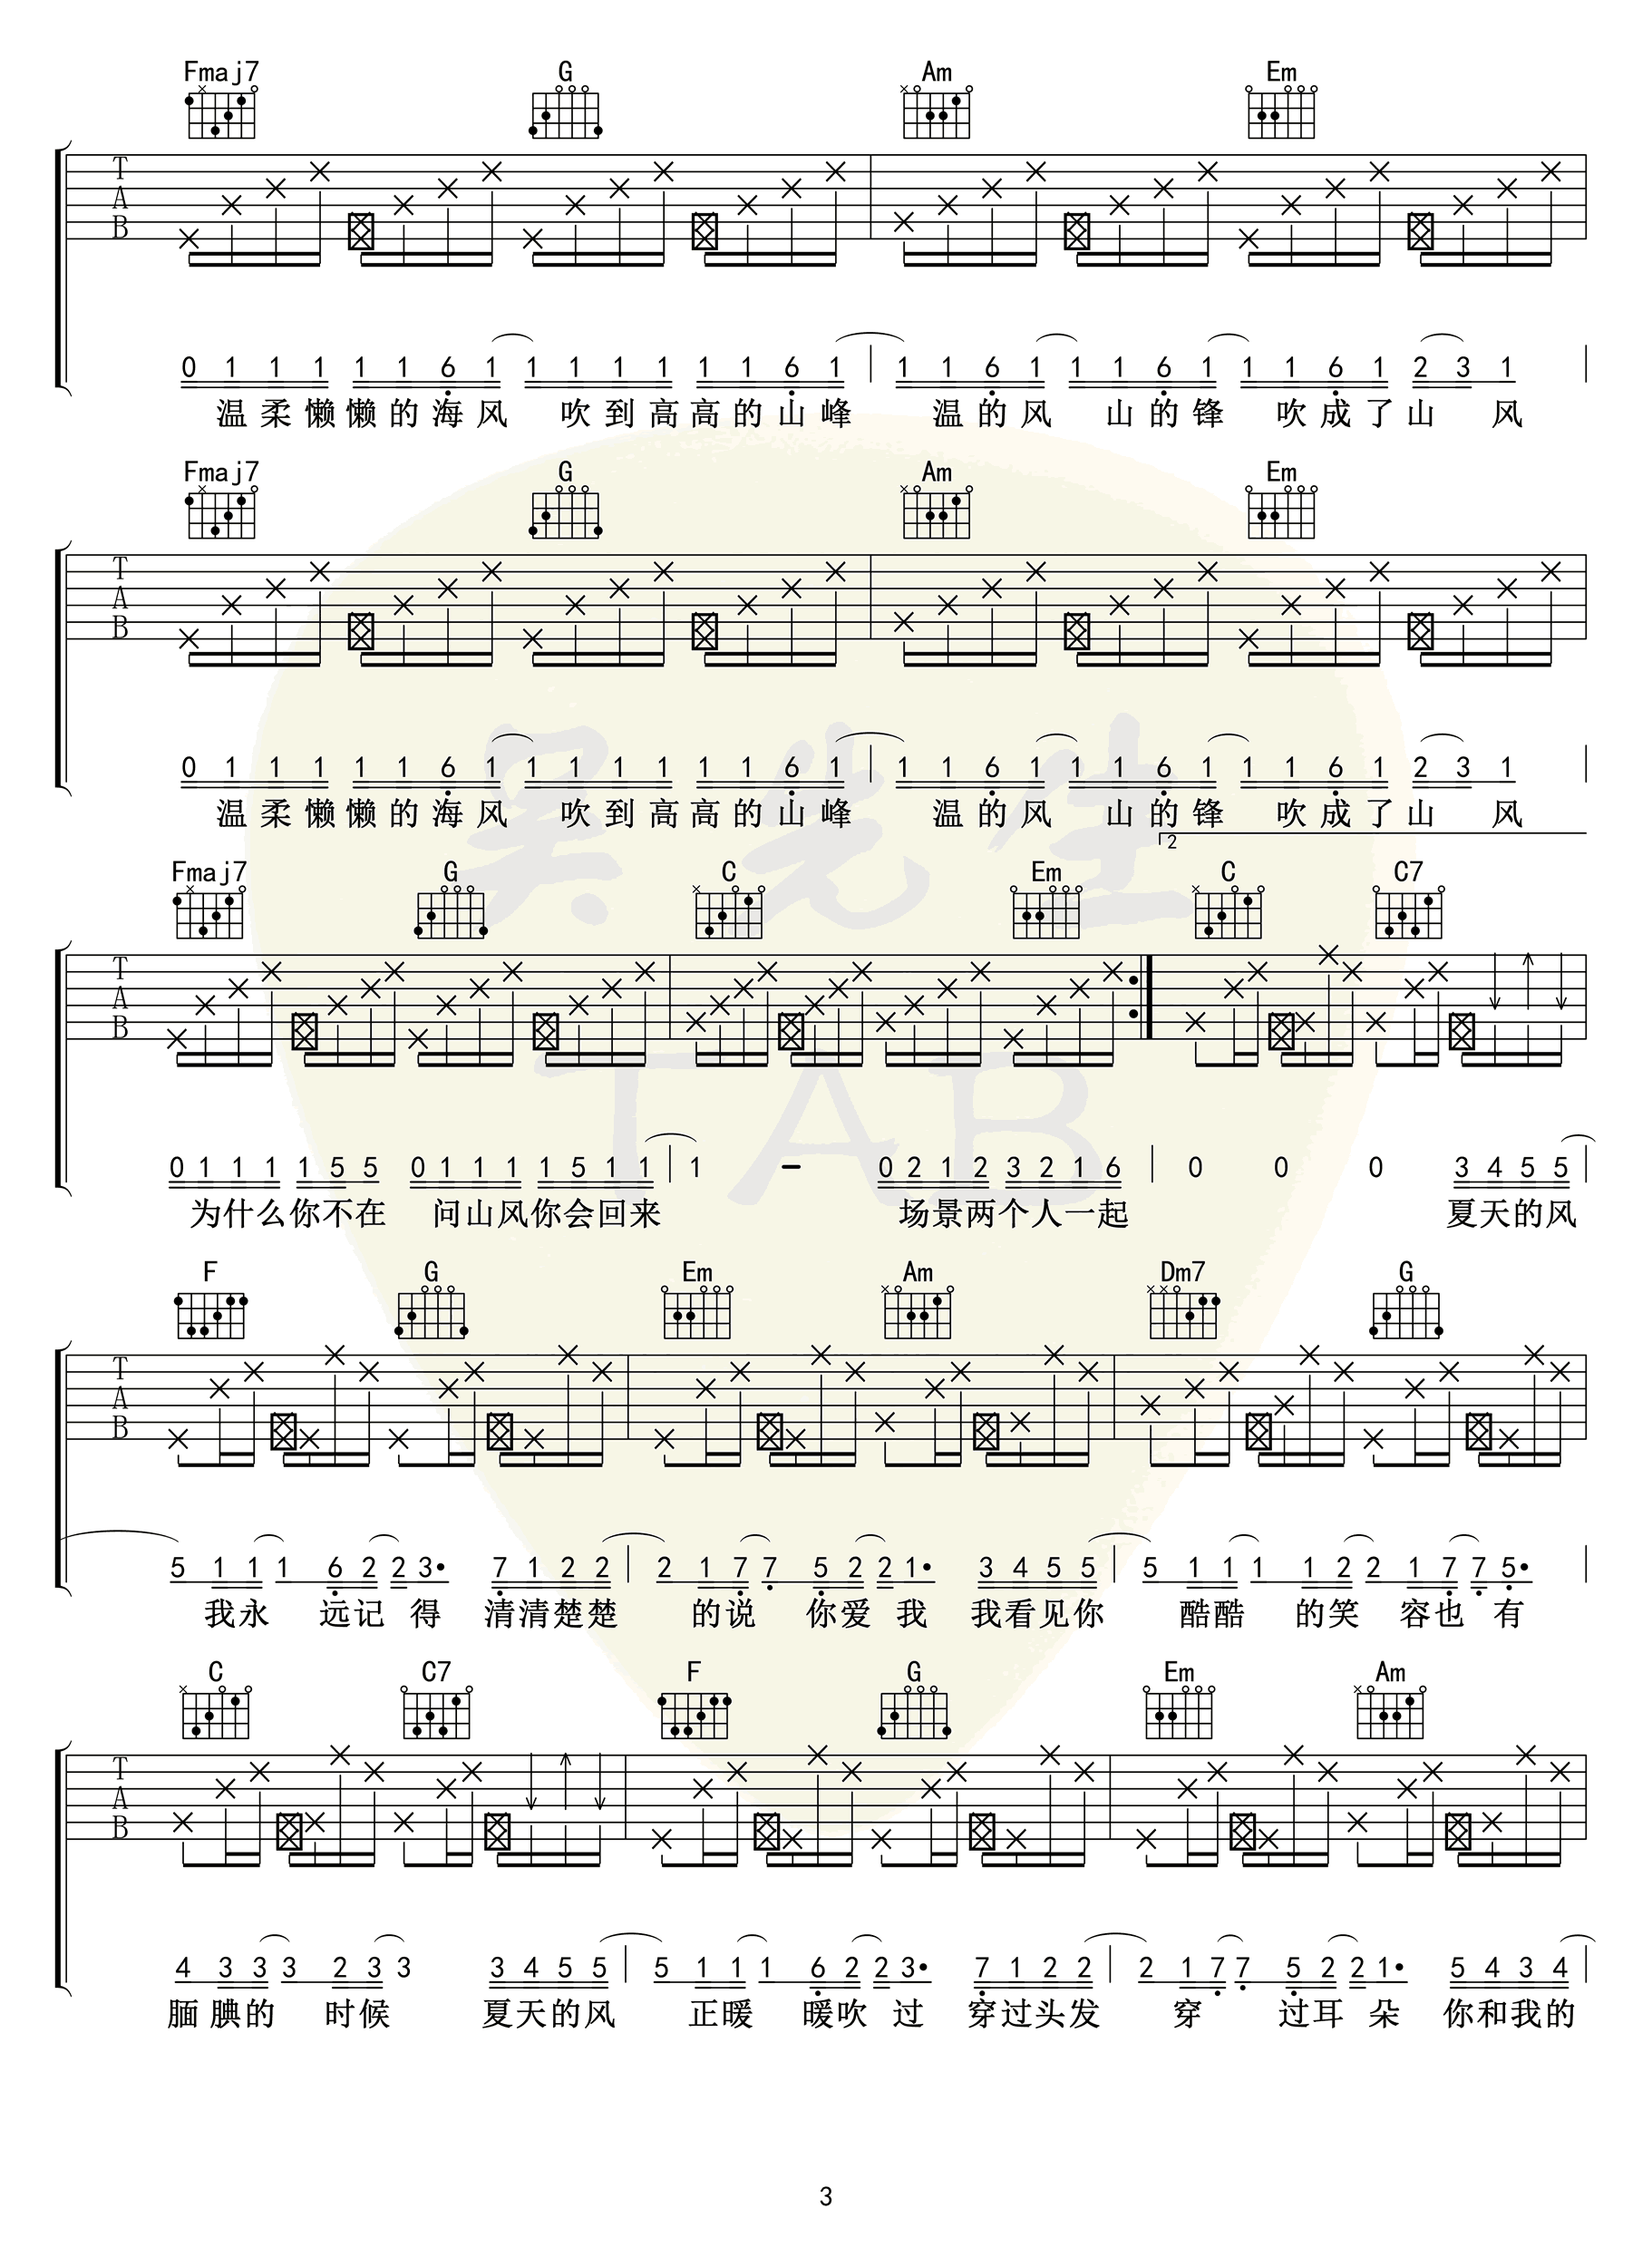 Fmaj7 G Am Em
T A B
0 1 1 1 1 1 6 1 1 1 1 1 1 1 6 1 1 1 6 1 1 1 6 1 1 1 6 1 2 3 1
温柔懒懒的海风 吹到高高的山峰 温的风 山的锋 吹成了山 风
Fmaj7 G Am Em
T A B
0 1 1 1 1 1 6 1 1 1 1 1 1 1 6 1 1 1 6 1 1 1 6 1 1 1 6 1 2 3 1
温柔懒懒的海风 吹到高高的山峰 温的风 山的锋 吹成了山 风
2
Fmaj7 G C Em C C7
T A B
0 1 1 1 1 5 5 0 1 1 1 1 5 1 1 1 - 0 2 1 2 3 2 1 6 0 0 0 3 4 5 5
为什么你不在 问山风你会回来 场景两个人一起 夏天的风
F G Em Am Dm7 G
T A B
5 1 1 1 6 2 2 3· 7 1 2 2 2 1 7 7 5 2 2 1· 3 4 5 5 5 1 1 1 1 2 2 1 7 7 5·
我永 远记 得 清清楚楚 的说 你爱 我 我看见你 酷酷 的笑 容也 有
C C7 F G Em Am
T A B
4 3 3 3 2 3 3 3 4 5 5 5 1 1 1 6 2 2 3· 7 1 2 2 2 1 7 7 5 2 2 1· 5 4 3 4
腼腆的 时候 夏天的风 正暖 暖吹 过 穿过头发 穿 过耳 朵 你和我的
吴先生
TAB
3